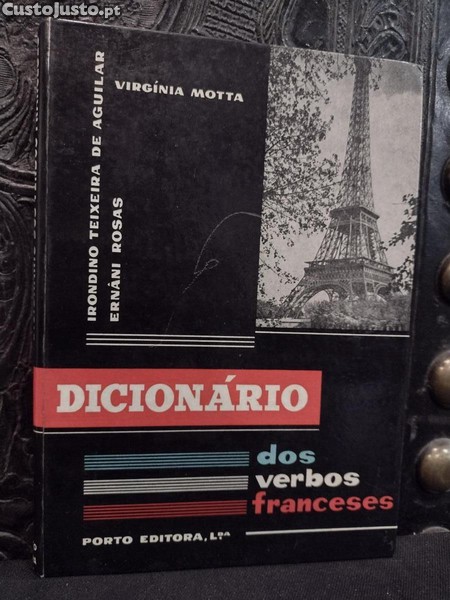 CustoJusto.pt
VIRGÍNIA MOTTA
IRONDINO TEIXEIRA DE AGUILAR
ERNÂNI ROSAS
DICIONÁRIO
dos
verbos
franceses
PORTO EDITORA, L.DA